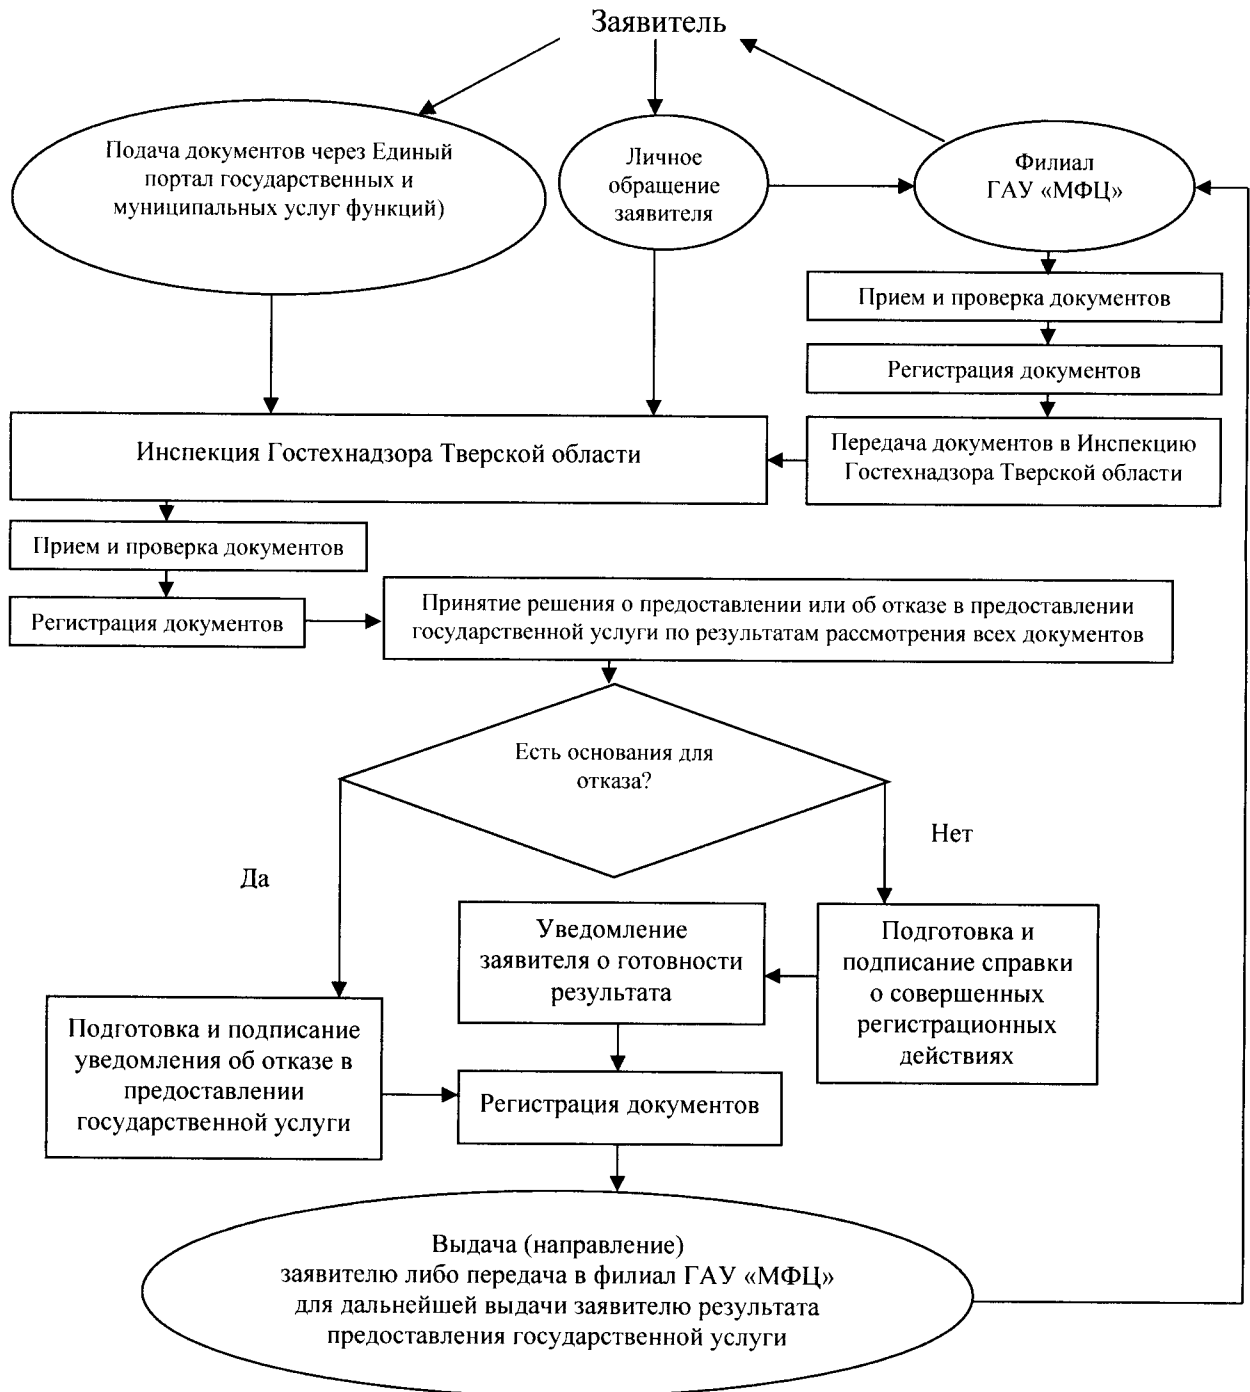 Заявитель
Подача документов через Единый
портал государственных и
муниципальных услуг функций)
Личное
обращение
заявителя
Филиал
ГАУ «МФЦ»
Прием и проверка документов
Регистрация документов
Передача документов в Инспекцию
Гостехнадзора Тверской области
Инспекция Гостехнадзора Тверской области
Прием и проверка документов
Регистрация документов
Принятие решения о предоставлении или об отказе в предоставлении
государственной услуги по результатам рассмотрения всех документов
Есть основания для
отказа?
Да
Нет
Уведомление
заявителя о готовности
результата
Подготовка и
подписание справки
о совершенных
регистрационных
действиях
Подготовка и подписание
уведомления об отказе в
предоставлении
государственной услуги
Регистрация документов
Выдача (направление)
заявителю либо передача в филиал ГАУ «МФЦ»
для дальнейшей выдачи заявителю результата
предоставления государственной услуги